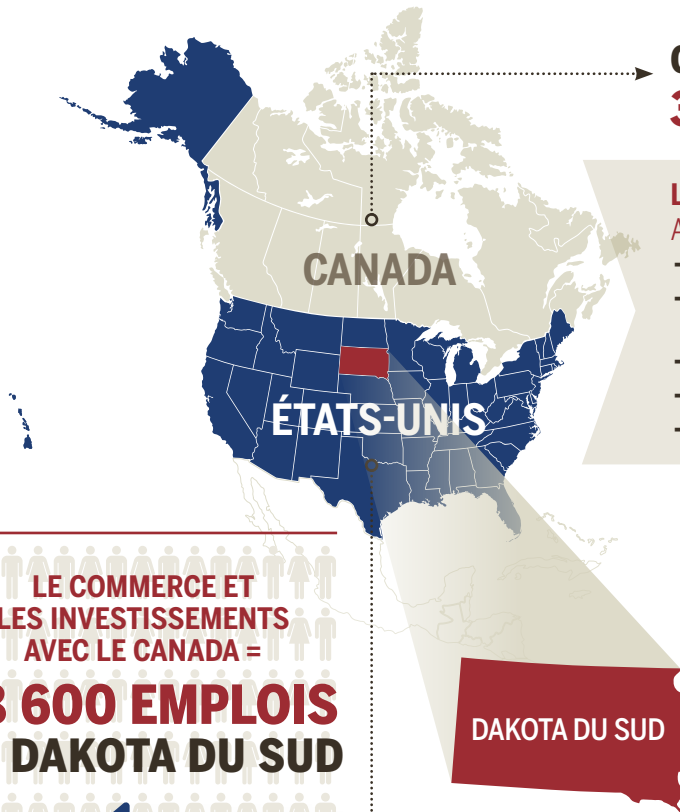 CANADA
ÉTATS-UNIS
LE COMMERCE ET
LES INVESTISSEMENTS
AVEC LE CANADA =
600 EMPLOIS
DAKOTA DU SUD
DAKOTA DU SUD